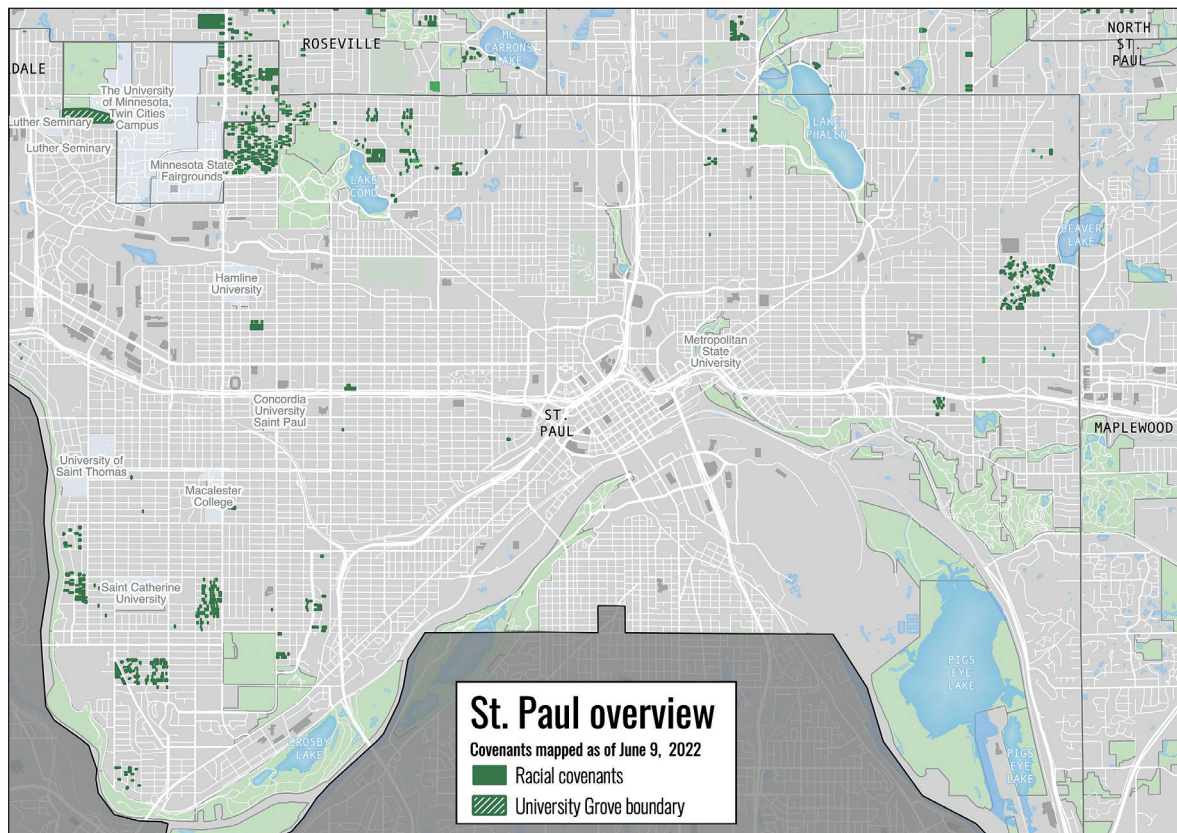 ROSEVILLE
MC
CARRONS
LAKE
NORTH
ST.
PAUL
DALE
The University
of Minnesota,
Twin Cities
Campus
Luther Seminary
Luther Seminary
Minnesota State
Fairgrounds
LAKE
COMO
LAKE
PHALEN
BEAVER
LAKE
Hamline
University
Metropolitan
State
University
Concordia
University
Saint Paul
ST.
PAUL
MAPLEWOOD
University of
Saint Thomas
Macalester
College
Saint Catherine
University
PIGS
EYE
LAKE
CROSBY
LAKE
PIGS
EYE
LAKE
St. Paul overview
Covenants mapped as of June 9, 2022
Racial covenants
University Grove boundary